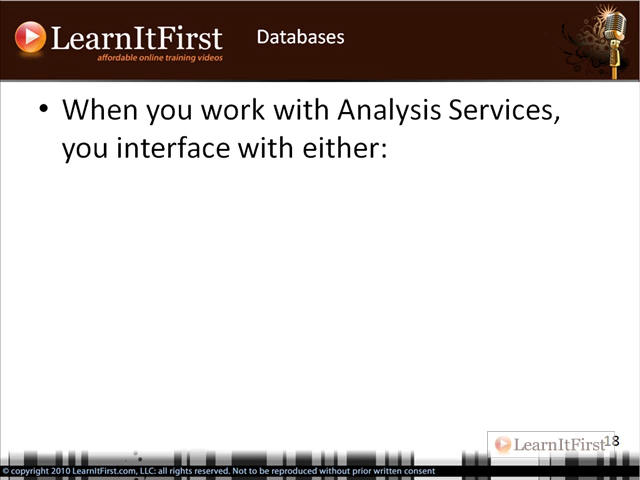 LearnItFirst
affordable online training videos
Databases
• When you work with Analysis Services,
you interface with either:
LearnItFirst
18
© copyright 2010 LearnItFirst.com, LLC: all rights reserved. Not to be reproduced without prior written consent